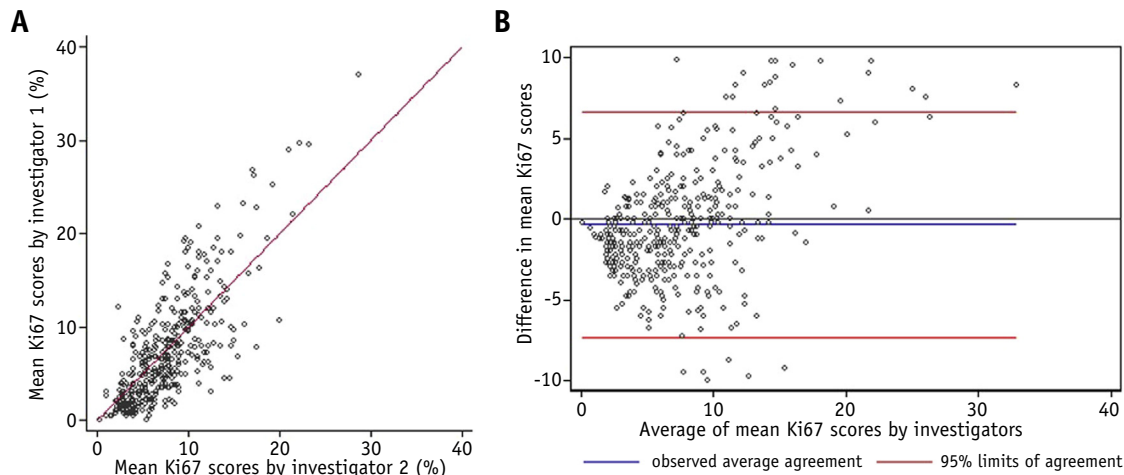 A
40
30
20
10
0
0 10 20 30 40
Mean Ki67 scores by investigator 1 (%)
Mean Ki67 scores by investigator 2 (%)
B
10
5
0
-5
-10
0 10 20 30 40
Difference in mean Ki67 scores
Average of mean Ki67 scores by investigators
observed average agreement 95% limits of agreement